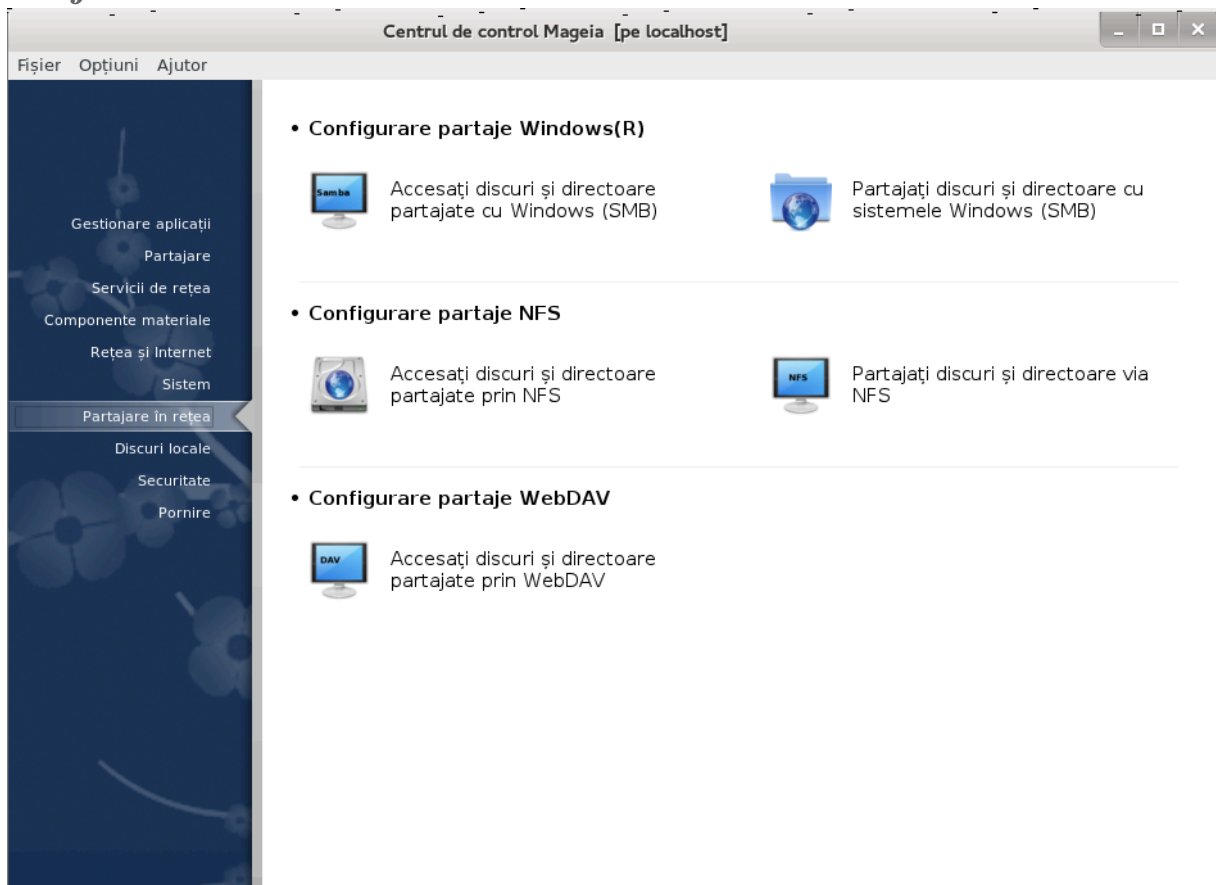 Centrul de control Mageia [pe localhost]
Fișier Opțiuni Ajutor
Gestionare aplicații
Partajare
Servicii de rețea
Componente materiale
Rețea și Internet
Sistem
Partajare în rețea
Discuri locale
Securitate
Pornire
• Configurare partaje Windows(R)
Samba
Accesați discuri și directoare
partajate cu Windows (SMB)
Partajați discuri și directoare cu
sistemele Windows (SMB)
• Configurare partaje NFS
Accesați discuri și directoare
partajate prin NFS
NFS
Partajați discuri și directoare via
NFS
• Configurare partaje WebDAV
DAV
Accesați discuri și directoare
partajate prin WebDAV